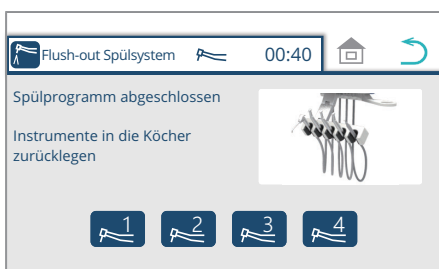 Flush-out Spülsystem 00:40
Spülprogramm abgeschlossen
Instrumente in die Köcher
zurücklegen
1 2 3 4